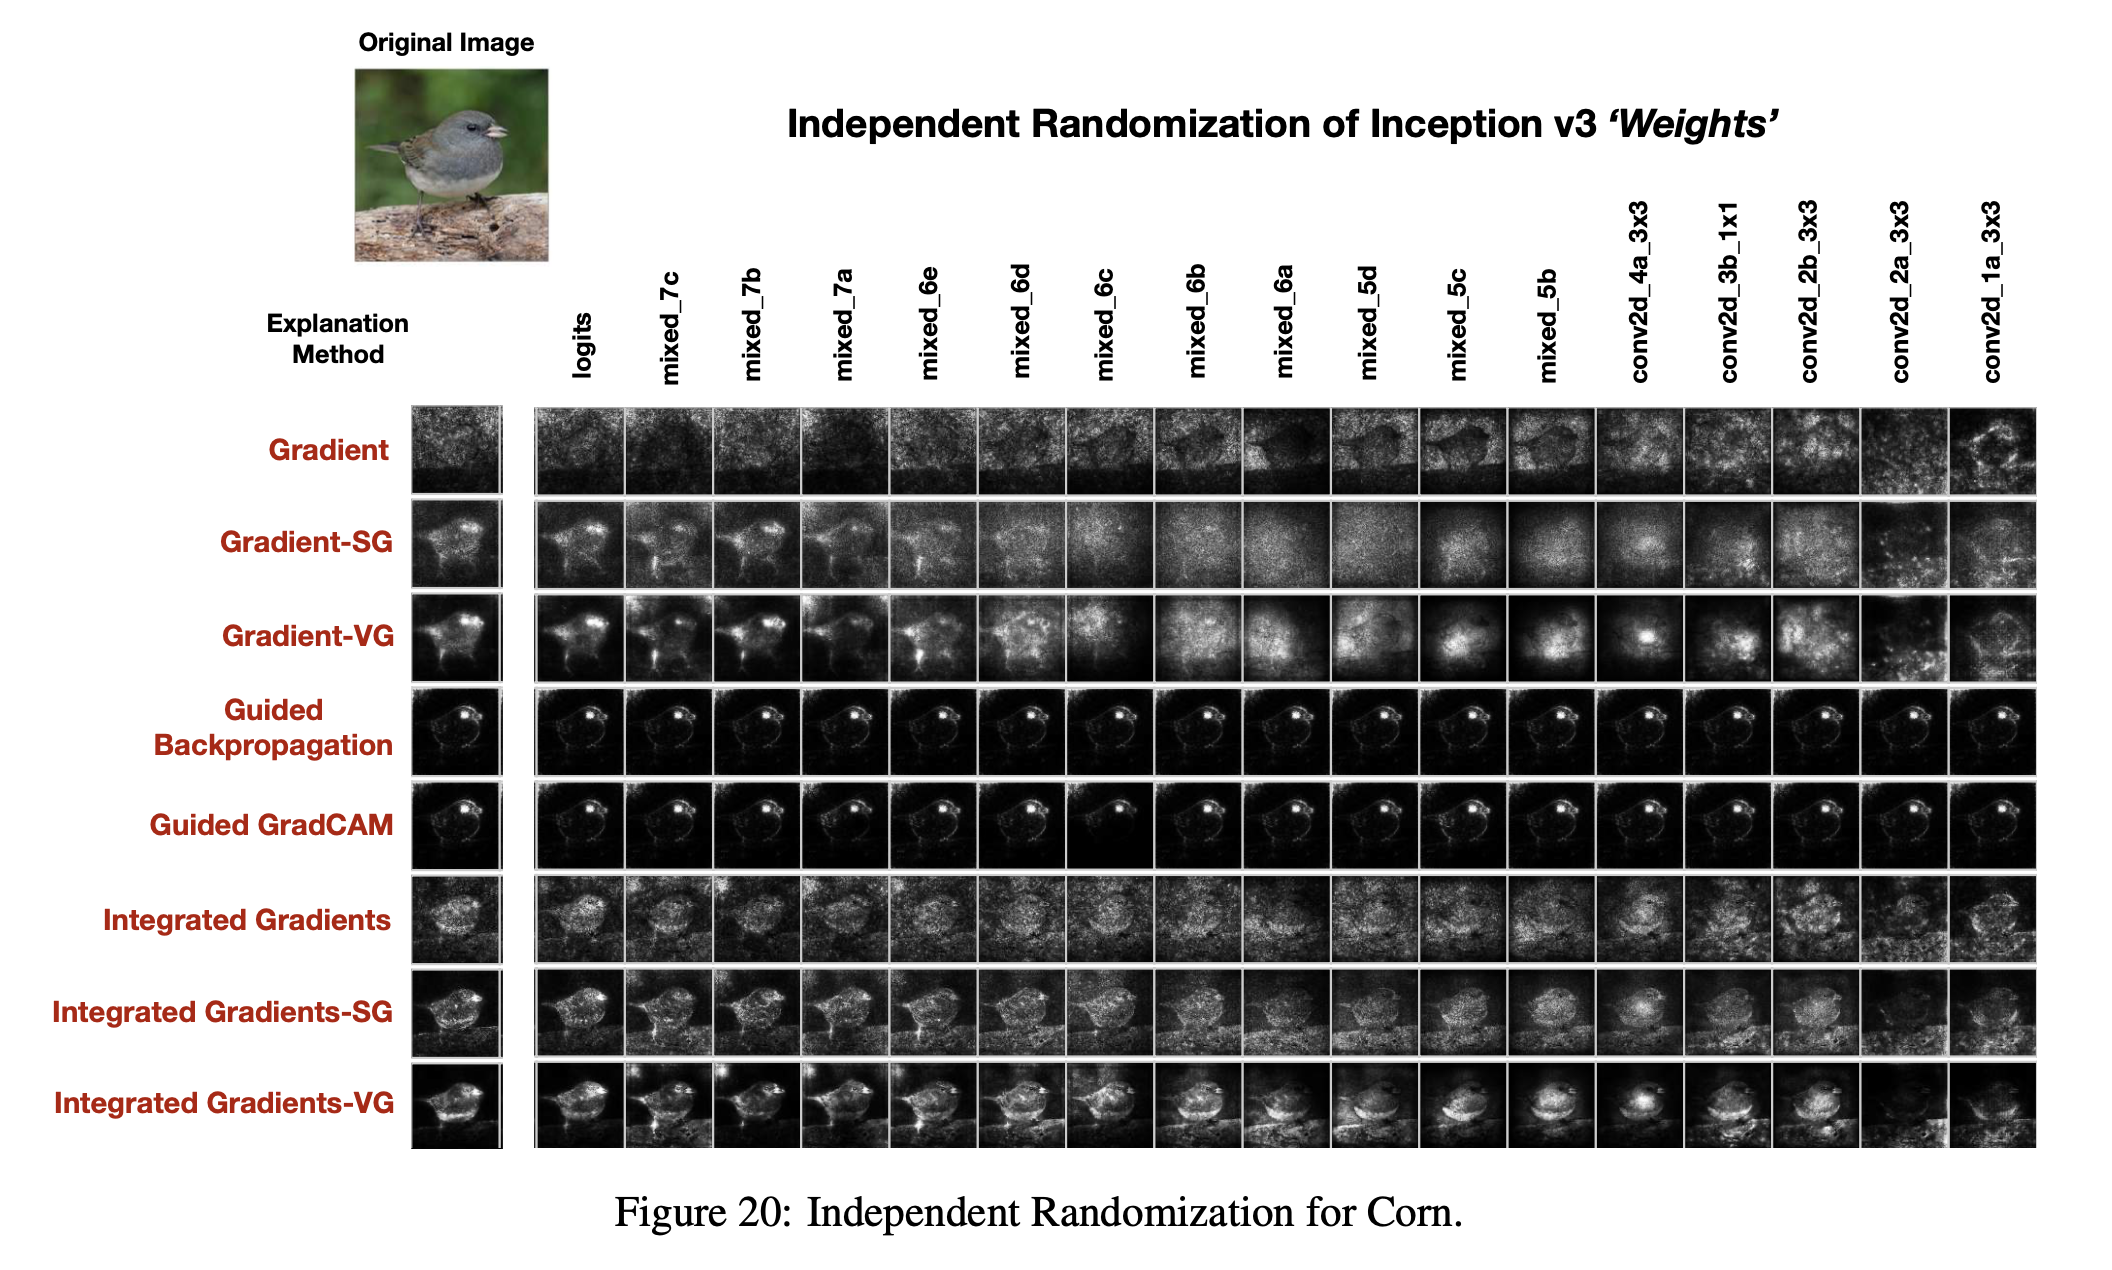 Original Image
Independent Randomization of Inception v3 ‘Weights’
Explanation
Method
logits
mixed_7c
mixed_7b
mixed_7a
mixed_6e
mixed_6d
mixed_6c
mixed_6b
mixed_6a
mixed_5d
mixed_5c
mixed_5b
conv2d_4a_3x3
conv2d_3b_1x1
conv2d_2b_3x3
conv2d_2a_3x3
conv2d_1a_3x3
Gradient
Gradient-SG
Gradient-VG
Guided
Backpropagation
Guided GradCAM
Integrated Gradients
Integrated Gradients-SG
Integrated Gradients-VG
Figure 20: Independent Randomization for Corn.